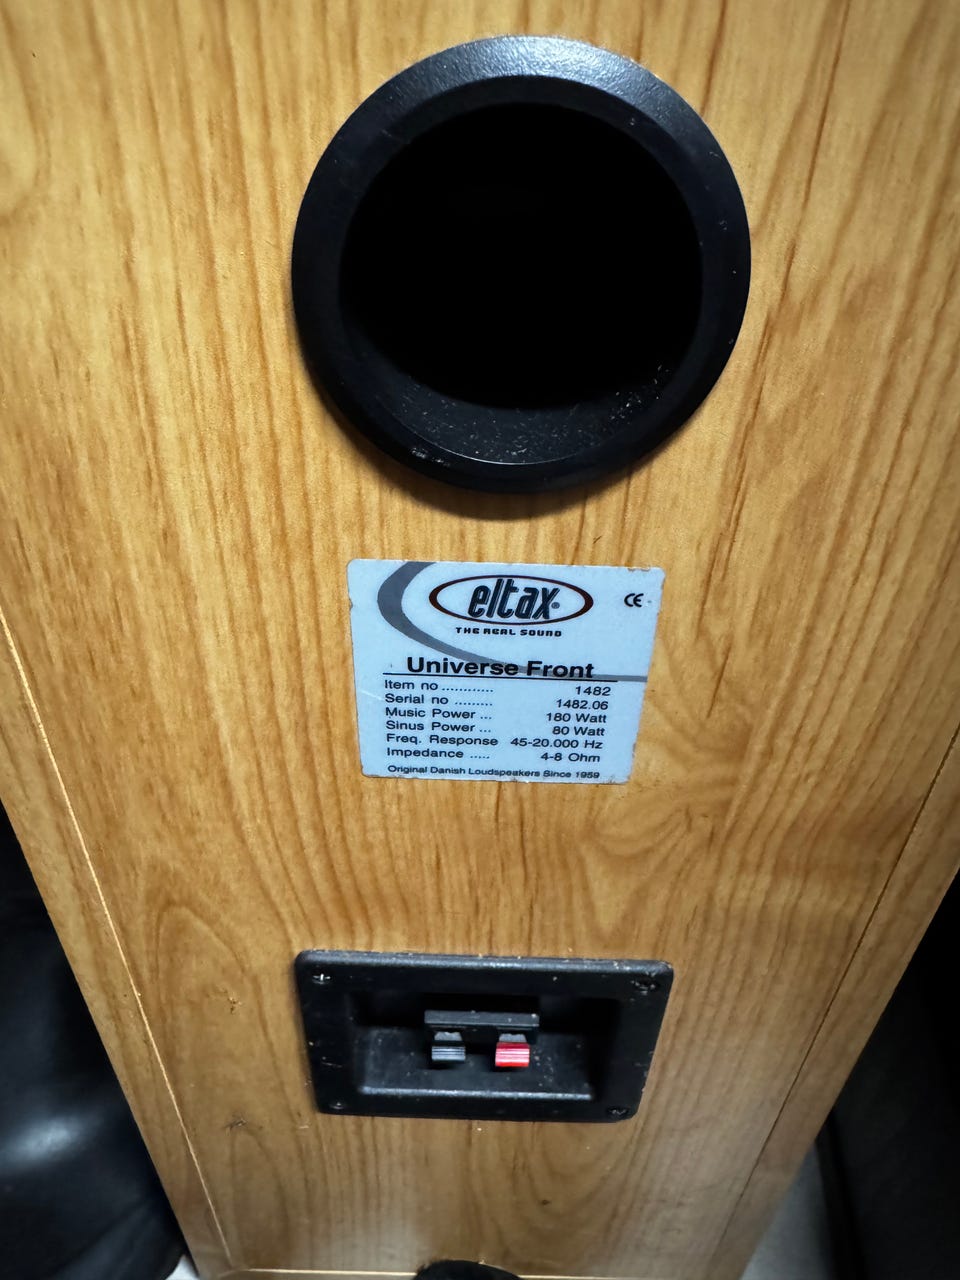 eltax®
CE
THE REAL SOUND
Universe Front
Item no ............ 1482
Serial no ......... 1482.06
Music Power ... 180 Watt
Sinus Power ... 80 Watt
Freq. Response 45-20.000 Hz
Impedance ..... 4-8 Ohm
Original Danish Loudspeakers Since 1959